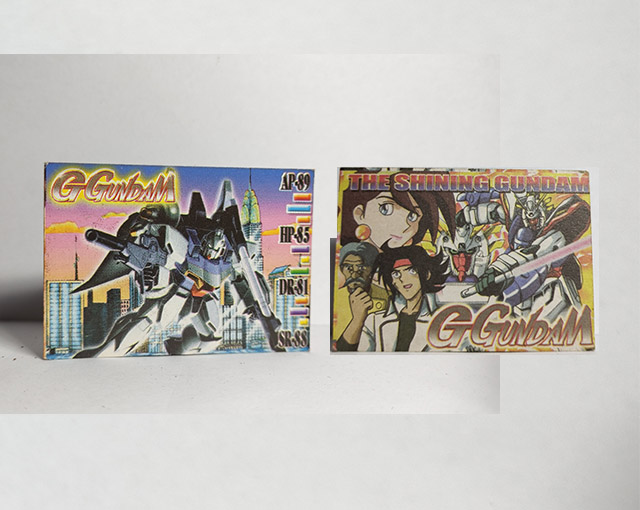 G-GUNDAM
AP-89
HP-85
DR-81
SR-88
THE SHINING GUNDAM
G-GUNDAM